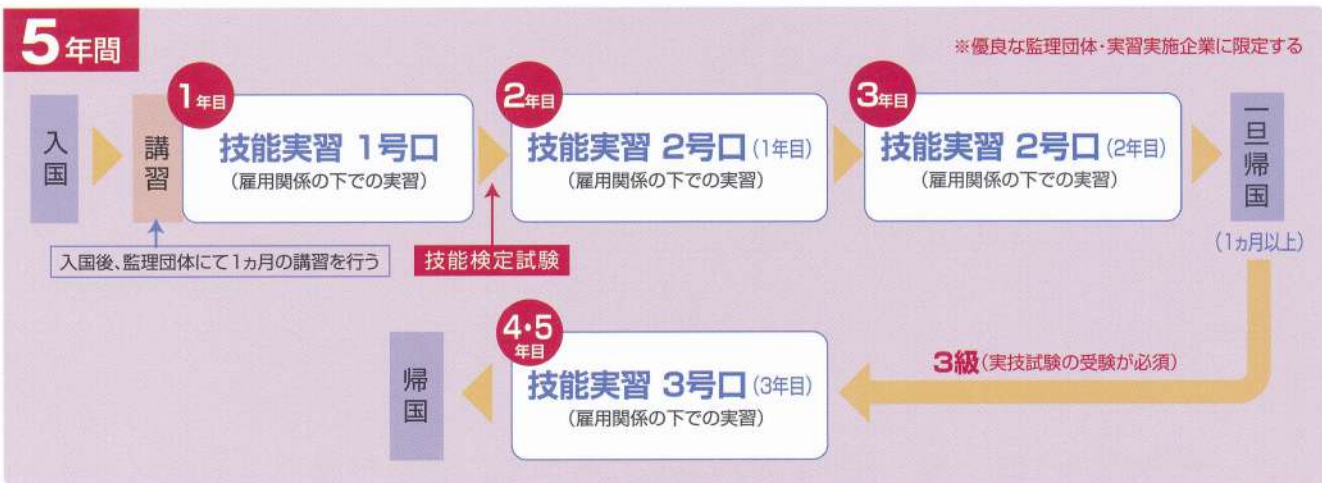 5年間
※優良な監理団体・実習実施企業に限定する
入国
講習
1年目
技能実習 1号ロ
(雇用関係の下での実習)
2年目
技能実習 2号ロ(1年目)
(雇用関係の下での実習)
3年目
技能実習 2号ロ(2年目)
(雇用関係の下での実習)
一旦帰国
(1ヵ月以上)
入国後、監理団体にて1ヵ月の講習を行う
技能検定試験
3級(実技試験の受験が必須)
4・5年目
技能実習 3号ロ(3年目)
(雇用関係の下での実習)
帰国